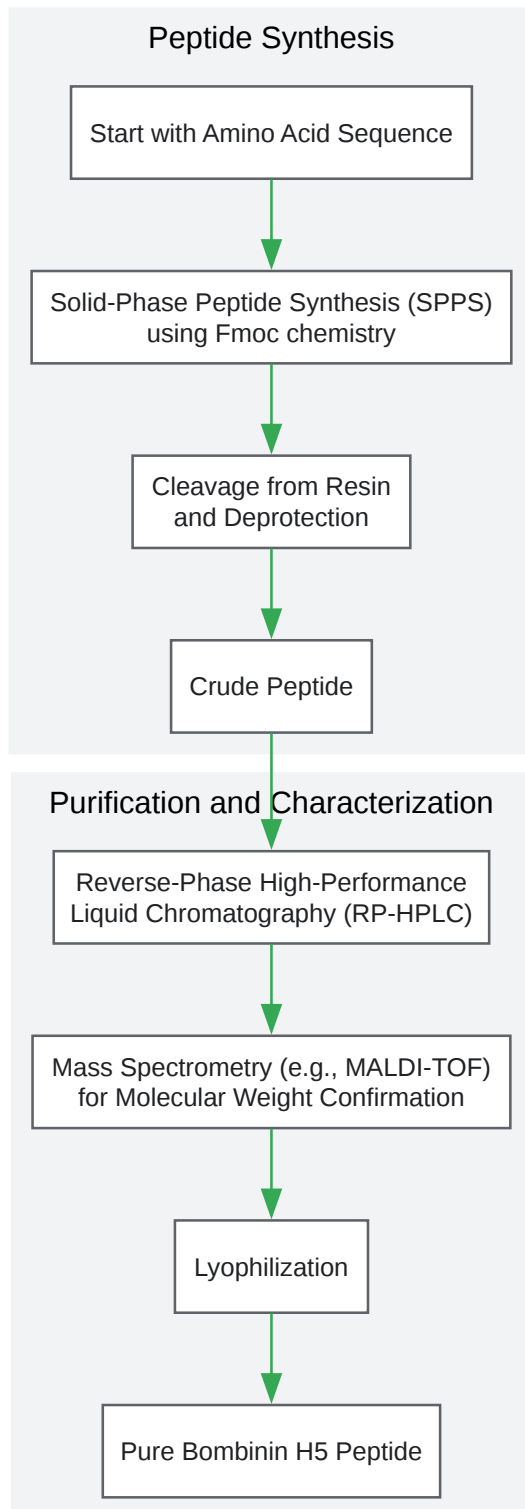 Peptide Synthesis
Start with Amino Acid Sequence
Solid-Phase Peptide Synthesis (SPPS)
using Fmoc chemistry
Cleavage from Resin
and Deprotection
Crude Peptide
Purification and Characterization
Reverse-Phase High-Performance
Liquid Chromatography (RP-HPLC)
Mass Spectrometry (e.g., MALDI-TOF)
for Molecular Weight Confirmation
Lyophilization
Pure Bombinin H5 Peptide